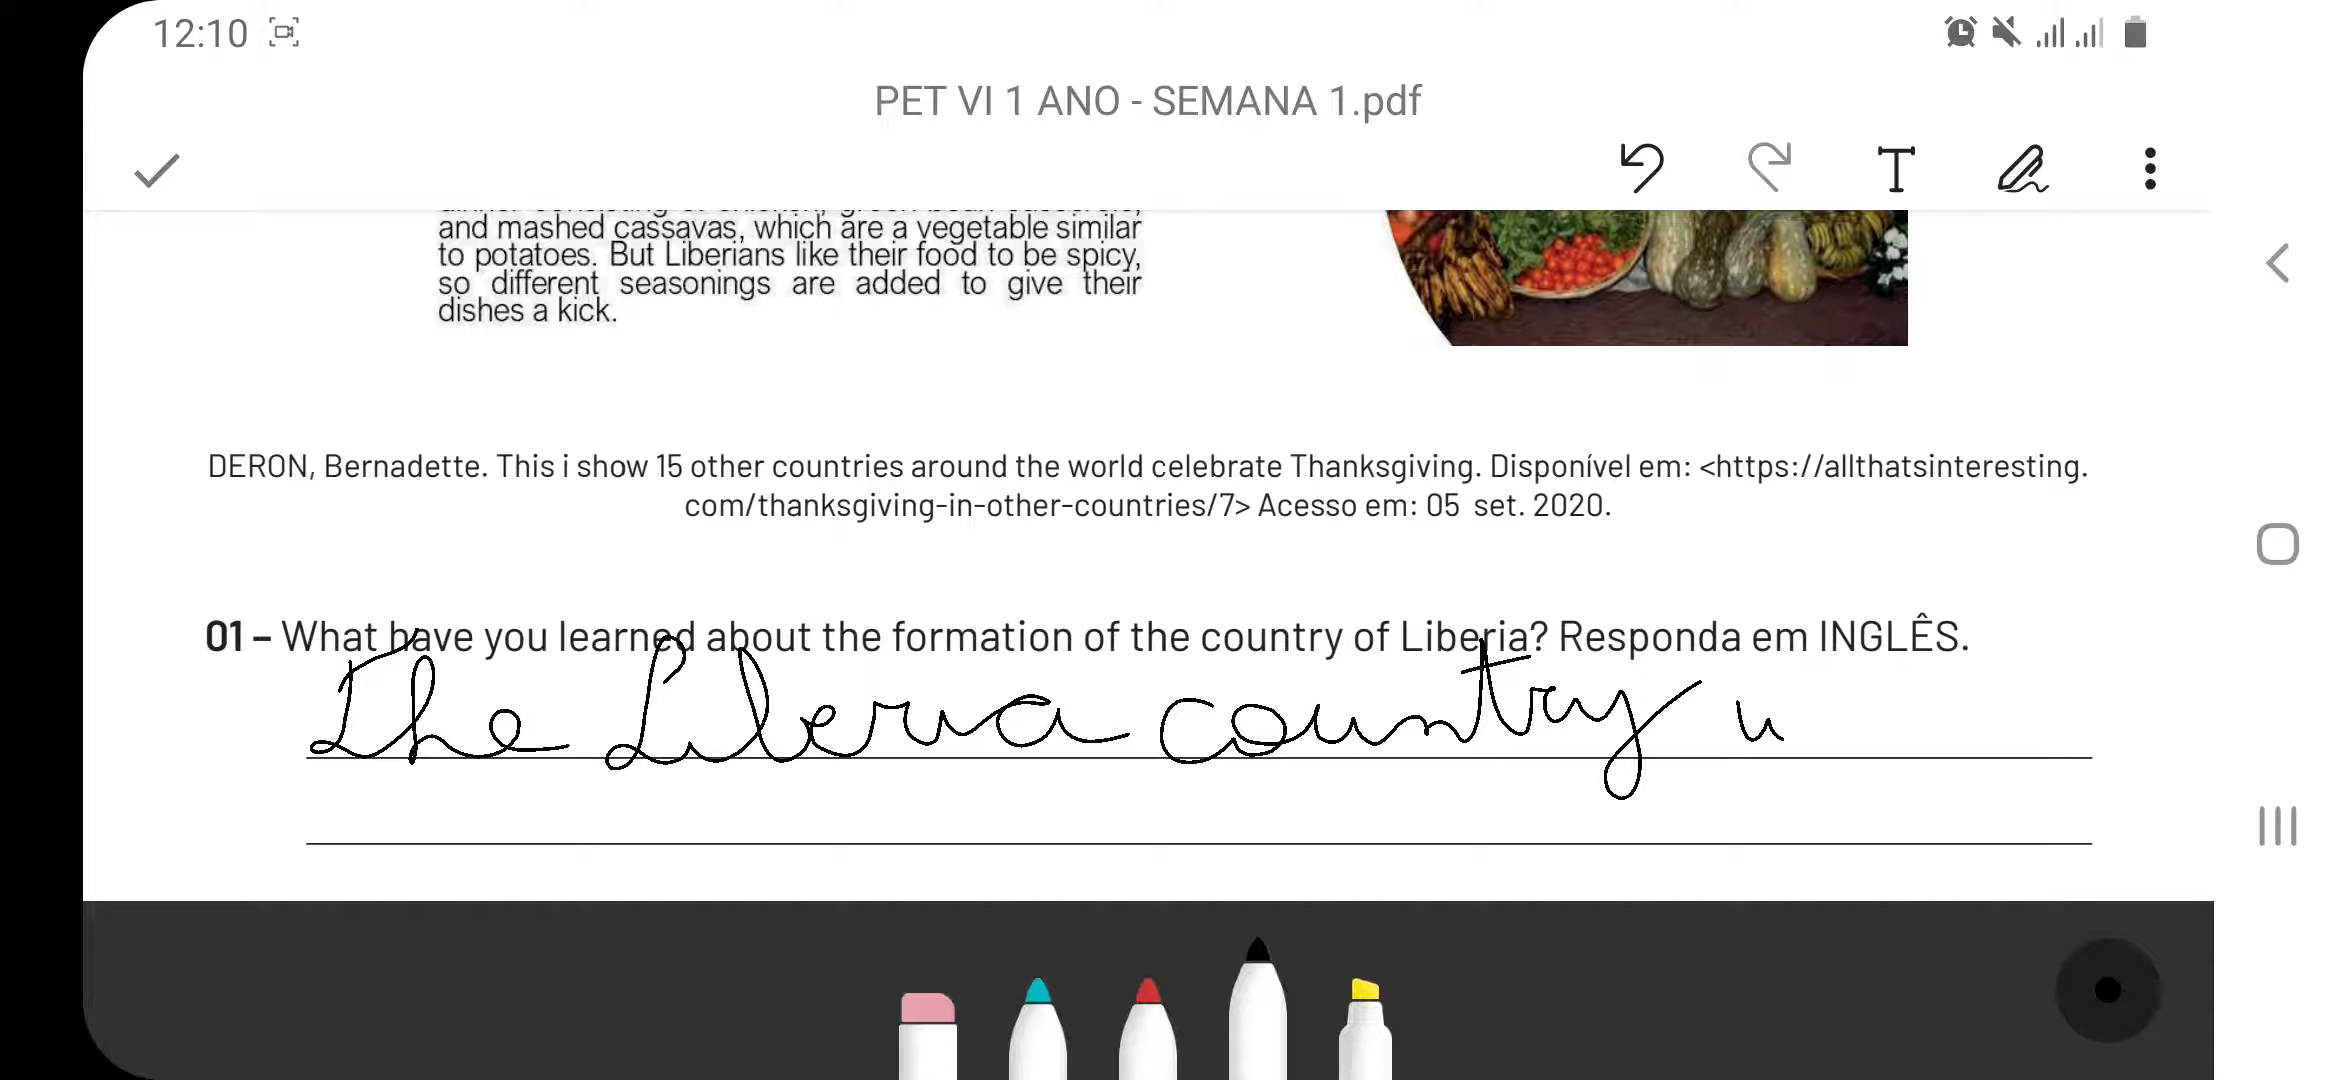 12:10
PET VI 1 ANO - SEMANA 1.pdf
T
and mashed cassavas, which are a vegetable similar
to potatoes. But Liberians like their food to be spicy,
so different seasonings are added to give their
dishes a kick.
DERON, Bernadette. This i show 15 other countries around the world celebrate Thanksgiving. Disponível em: <https://allthatsinteresting.
com/thanksgiving-in-other-countries/7> Acesso em: 05 set. 2020.
01 – What have you learned about the formation of the country of Liberia? Responda em INGLÊS.
The Liberia country